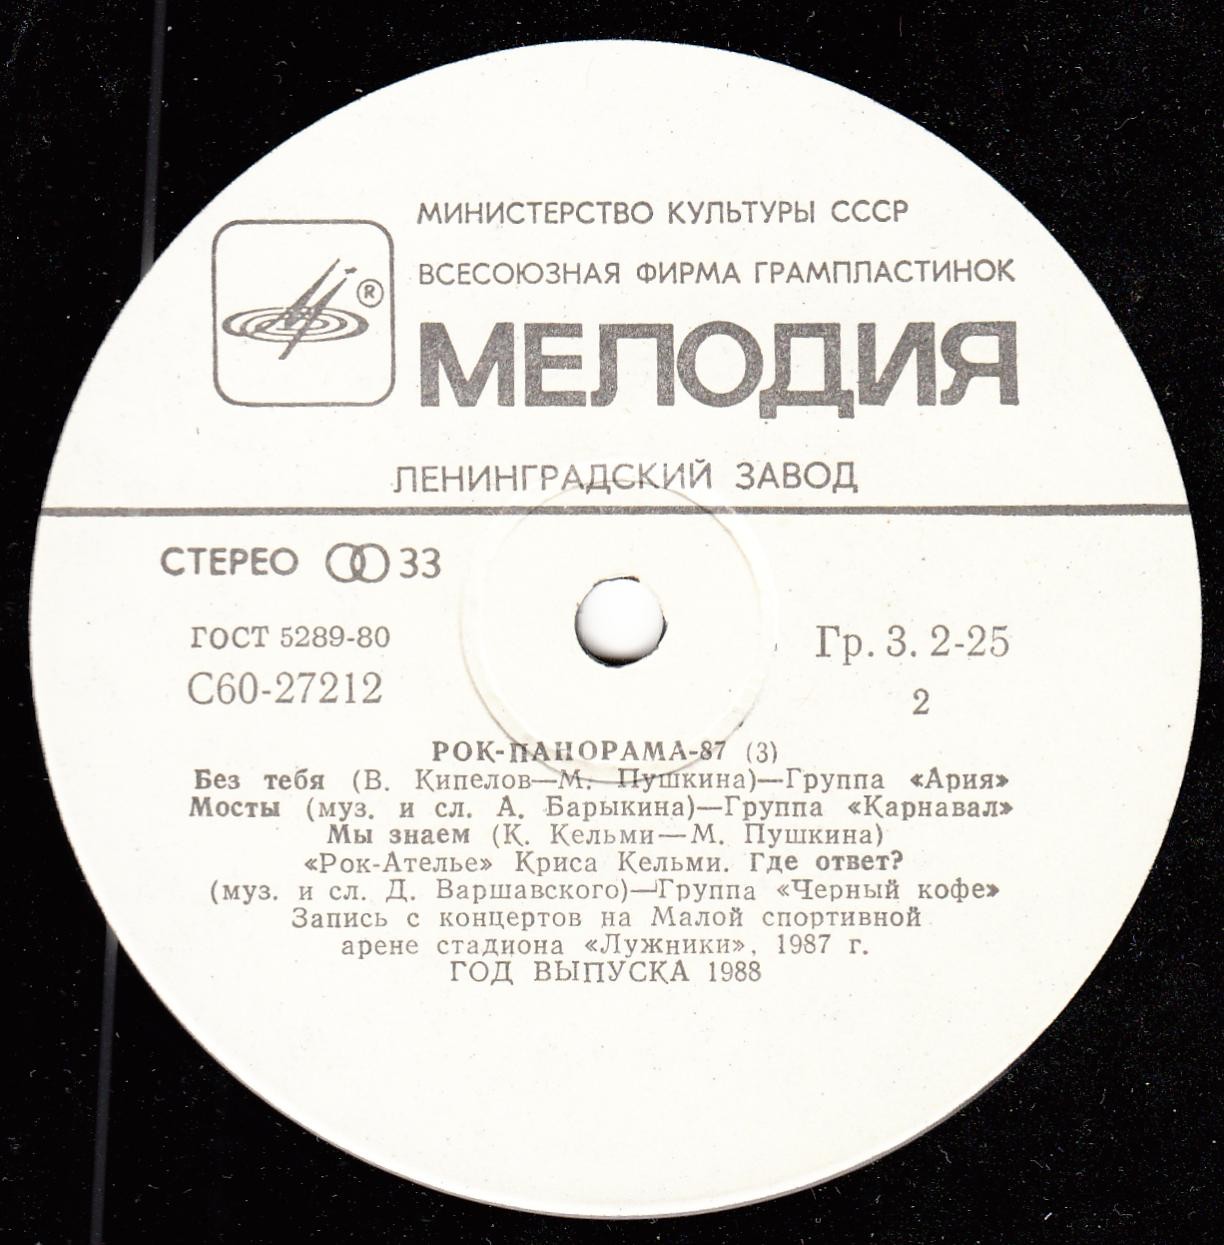 МИНИСТЕРСТВО КУЛЬТУРЫ СССР
ВСЕСОЮЗНАЯ ФИРМА ГРАМПЛАСТИНОК
®
МЕЛОДИЯ
ЛЕНИНГРАДСКИЙ ЗАВОД
СТЕРЕО 33
ГОСТ 5289-80
Гр. 3. 2-25
С60-27212
2
РОК-ПАНОРАМА-87 (3)
Без тебя (В. Кипелов—М. Пушкина)—Группа «Ария»
Мосты (муз. и сл. А. Барыкина)—Группа «Карнавал»
Мы знаем (К. Кельми—М. Пушкина)
«Рок-Ателье» Криса Кельми. Где ответ?
(муз. и сл. Д. Варшавского)—Группа «Черный кофе»
Запись с концертов на Малой спортивной
арене стадиона «Лужники», 1987 г.
ГОД ВЫПУСКА 1988